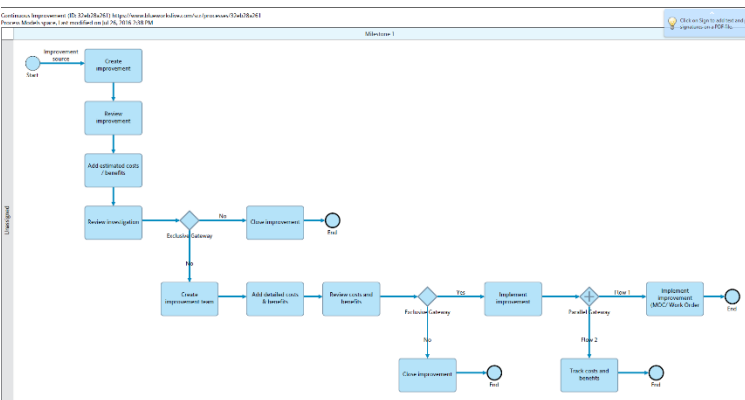 Continuous Improvement (ID: 32eb28a261) https://www.blueworkslive.com/scr/processes/32eb28a261
Process Models space, Last modified on Jul 26, 2016 7:38 PM
Click on Sign to add text and
signatures on a PDF file.
Milestone 1
Unassigned
Start
Improvement
source
Create
improvement
Review
improvement
Add estimated costs
/ benefits
Review investigation
Exclusive Gateway
No
Close improvement
End
No
Create
improvement team
Add detailed costs
& benefits
Review costs and
benefits
Exclusive Gateway
Yes
Implement
improvement
Parallel Gateway
Flow 1
Implement
improvement
(MOC/ Work Order
End
No
Close improvement
End
Flow 2
Track costs and
benefits
End